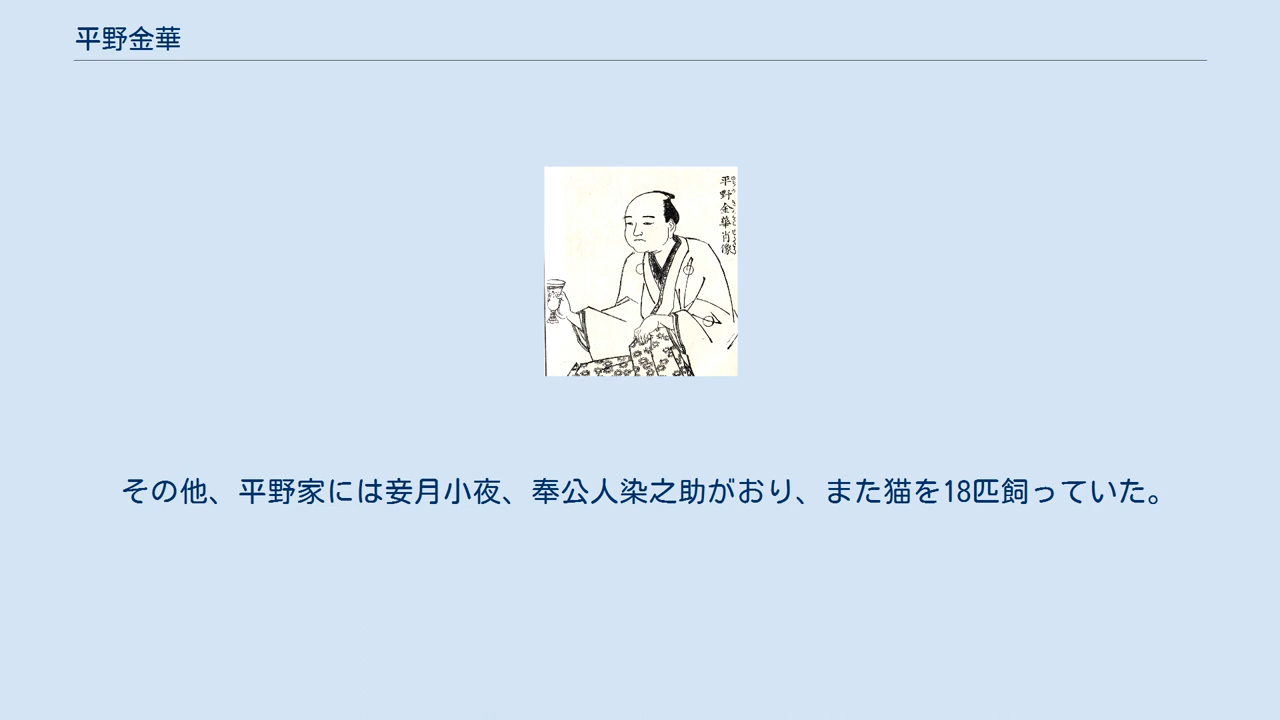 平野金華
平野金華肖像
その他、平野家には妾月小夜、奉公人染之助がおり、また猫を18匹飼っていた。